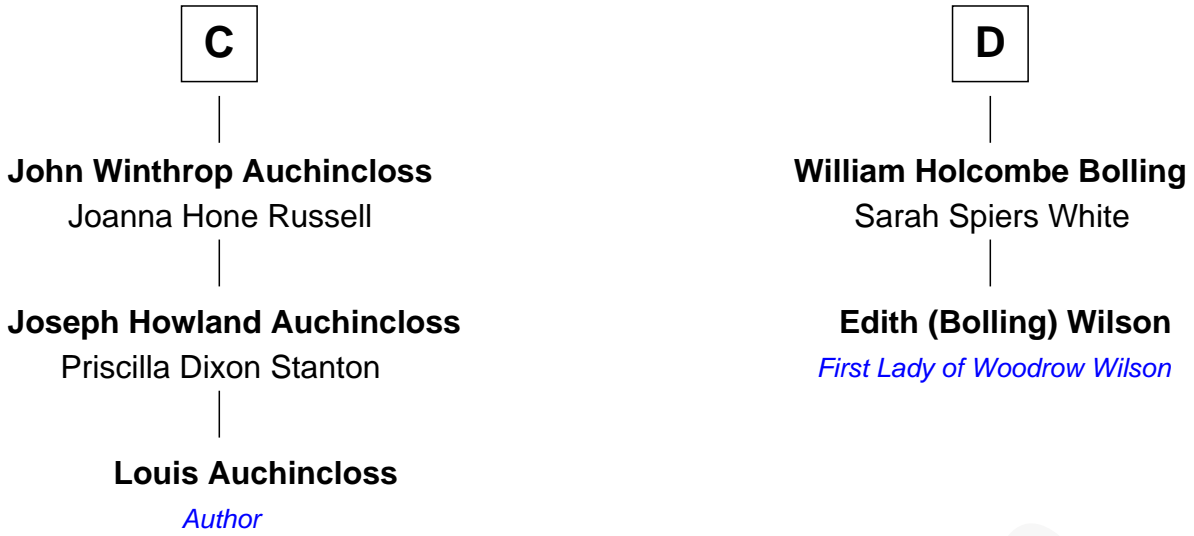 C
John Winthrop Auchincloss
Joanna Hone Russell
Joseph Howland Auchincloss
Priscilla Dixon Stanton
Louis Auchincloss
Author
D
William Holcombe Bolling
Sarah Spiers White
Edith (Bolling) Wilson
First Lady of Woodrow Wilson